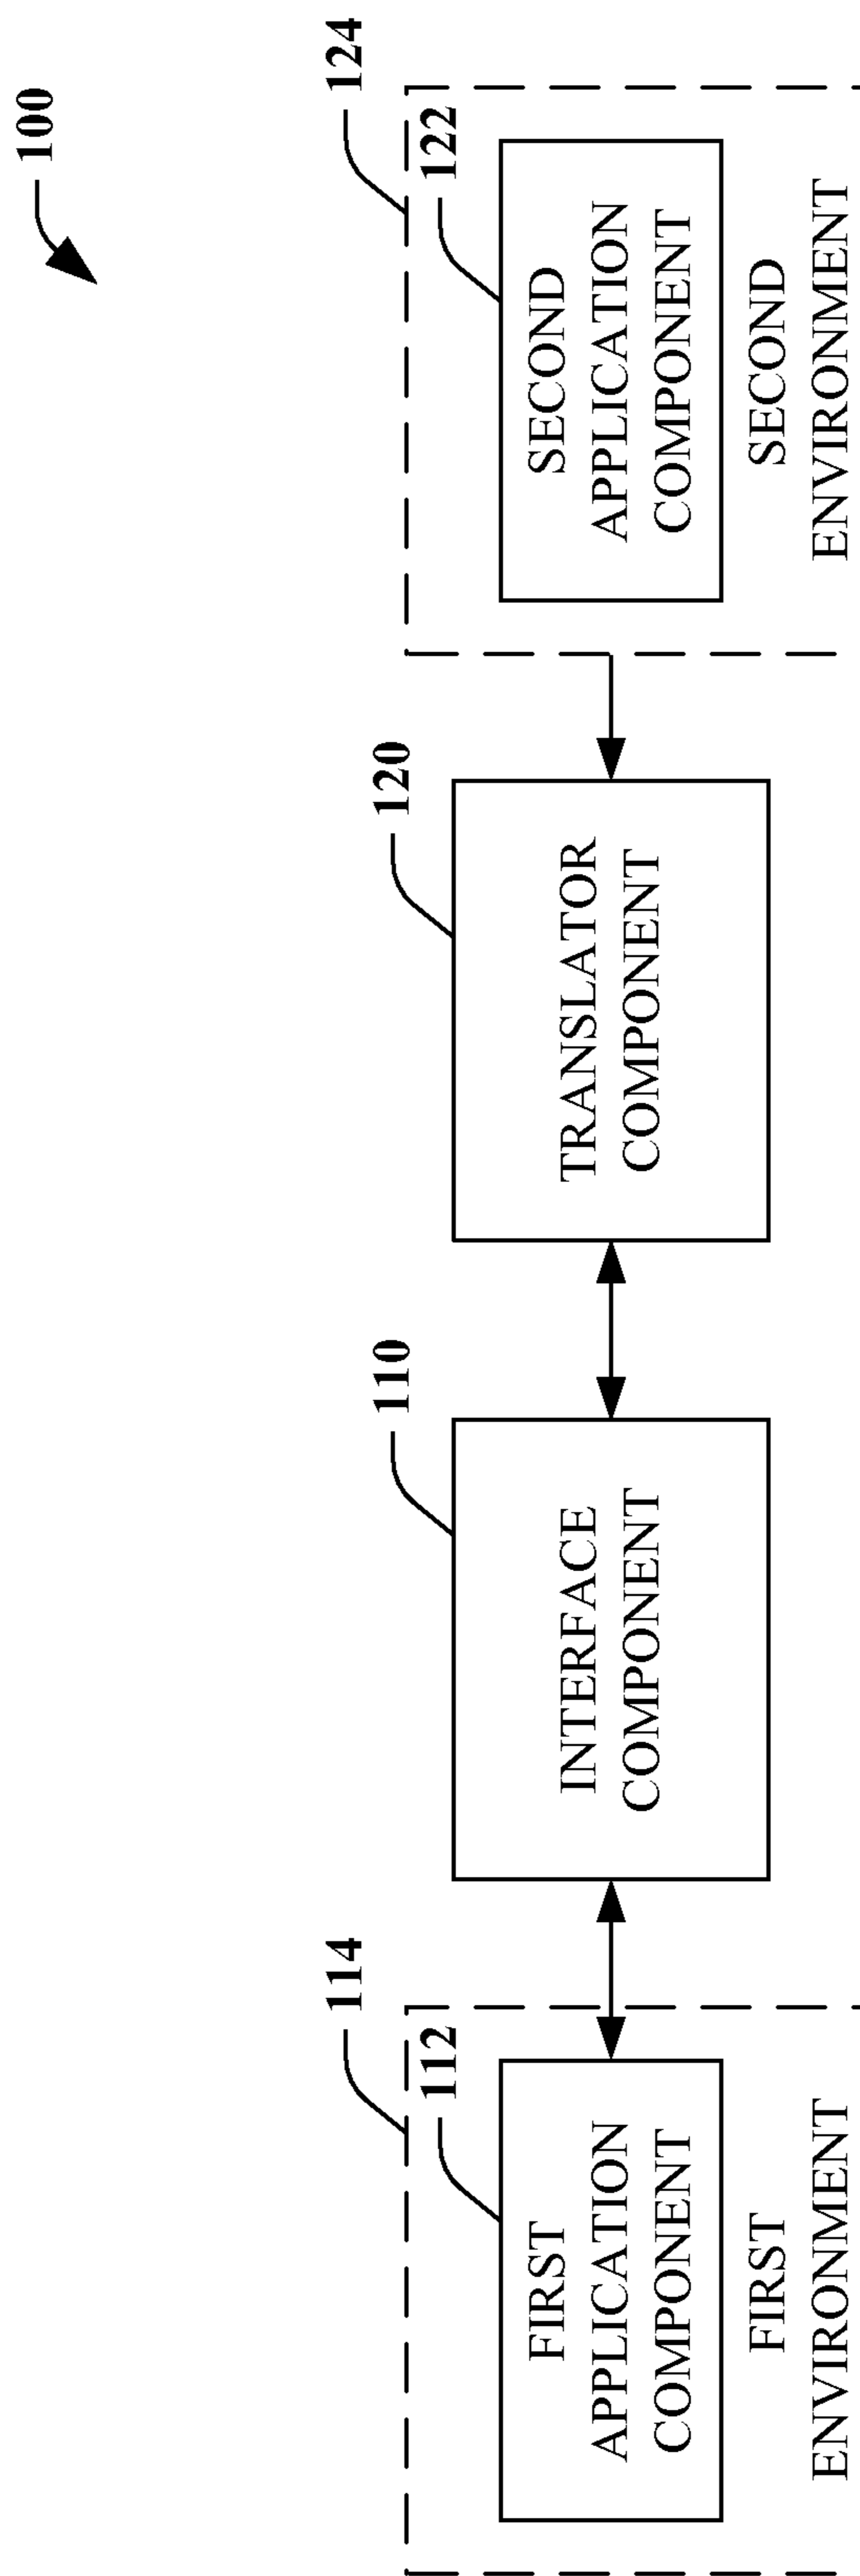 100
114
112
FIRST
APPLICATION
COMPONENT
FIRST
ENVIRONMENT
110
INTERFACE
COMPONENT
120
TRANSLATOR
COMPONENT
124
122
SECOND
APPLICATION
COMPONENT
SECOND
ENVIRONMENT